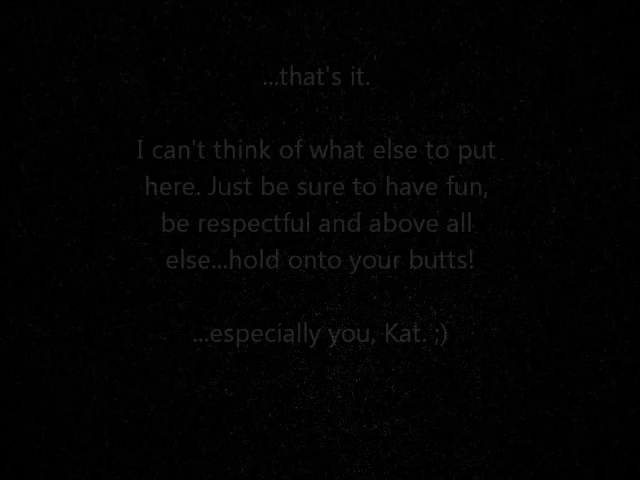 ...that's it.
I can't think of what else to put
here. Just be sure to have fun,
be respectful and above all
else...hold onto your butts!
...especially you, Kat. ;)